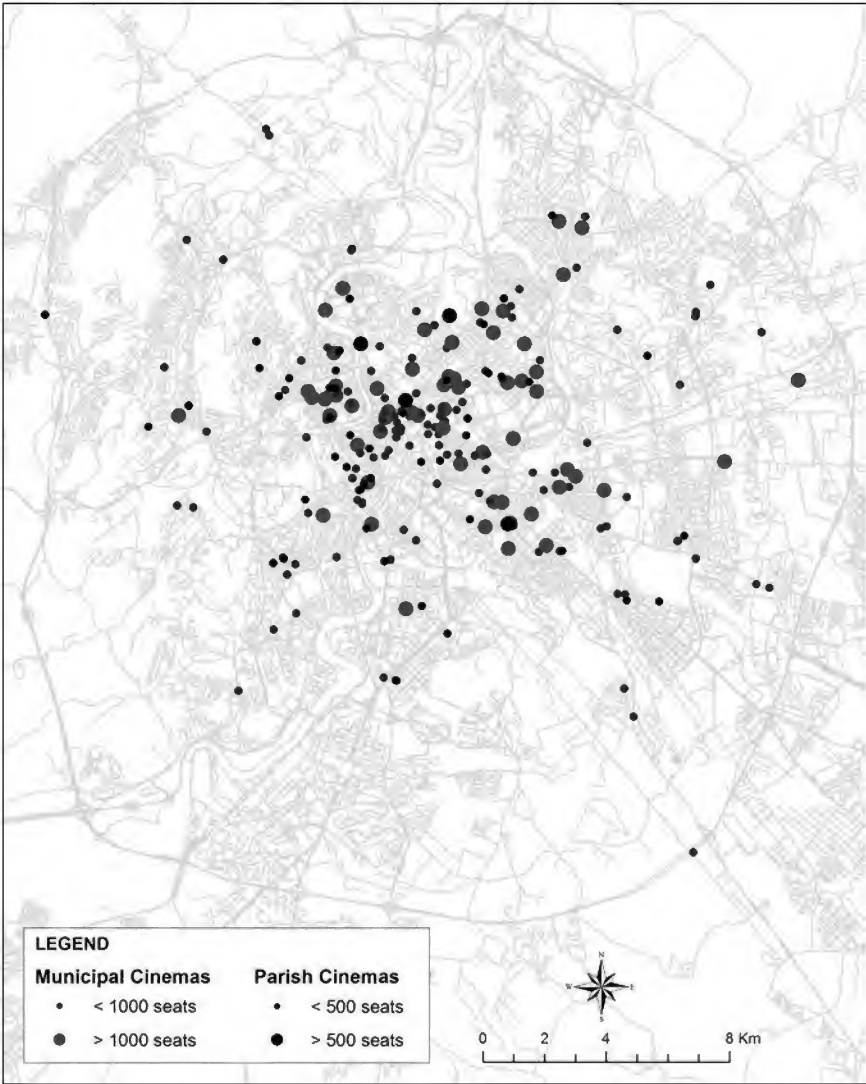 LEGEND
Municipal Cinemas Parish Cinemas
< 1000 seats < 500 seats
> 1000 seats > 500 seats
N
W E
S
0 2 4 8 Km